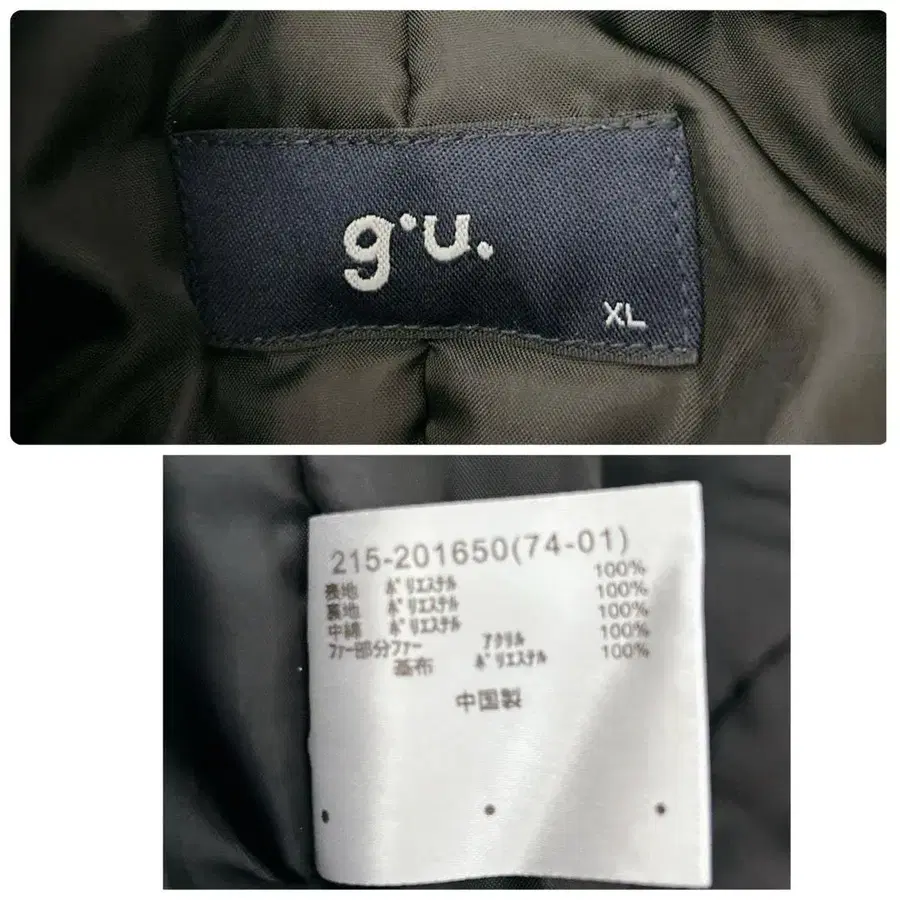 g.u.
XL
215-201650(74-01)
表地 ﾎﾟﾘｴｽﾃﾙ 100%
裏地 ﾎﾟﾘｴｽﾃﾙ 100%
中綿 ﾎﾟﾘｴｽﾃﾙ 100%
ﾌｧｰ部分ﾌｧｰ ｱｸﾘﾙ 100%
基布 ﾎﾟﾘｴｽﾃﾙ 100%
中国製